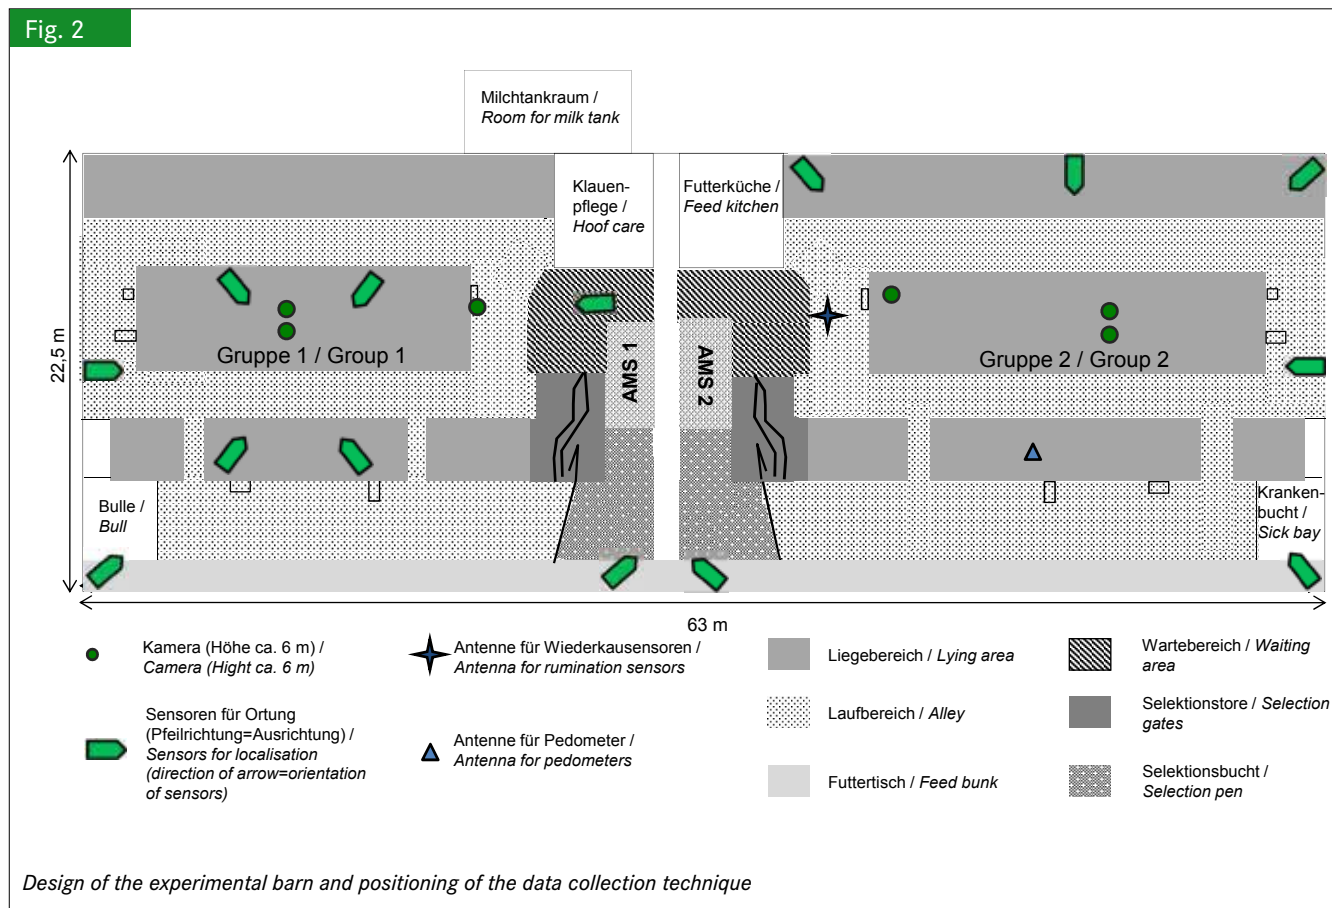 Fig. 2
Milchtankraum /
Room for milk tank
Klauen-
pflege /
Hoof care
Futterküche /
Feed kitchen
22,5 m
Gruppe 1 / Group 1
AMS 1
AMS 2
Gruppe 2 / Group 2
Bulle /
Bull
Kranken-
bucht /
Sick bay
63 m
Kamera (Höhe ca. 6 m) /
Camera (Hight ca. 6 m)
Sensoren für Ortung
(Pfeilrichtung=Ausrichtung) /
Sensors for localisation
(direction of arrow=orientation
of sensors)
Antenne für Wiederkausensoren /
Antenna for rumination sensors
Antenne für Pedometer /
Antenna for pedometers
Liegebereich / Lying area
Laufbereich / Alley
Futtertisch / Feed bunk
Wartebereich / Waiting
area
Selektionstore / Selection
gates
Selektionsbucht /
Selection pen
Design of the experimental barn and positioning of the data collection technique